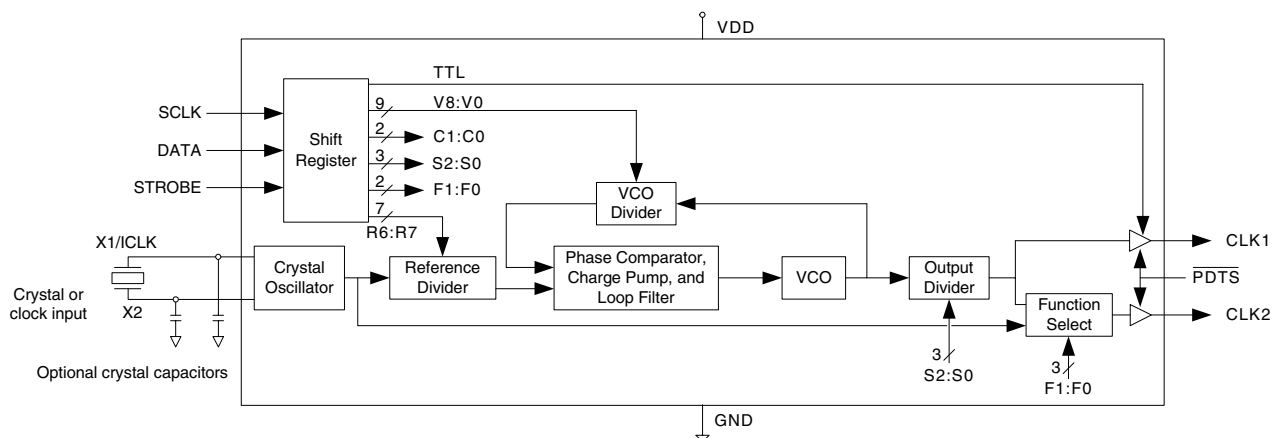 VDD
TTL
9
V8:V0
SCLK
2
C1:C0
DATA
Shift
Register
3
S2:S0
STROBE
2
F1:F0
7
R6:R7
VCO
Divider
X1/ICLK
Crystal
Oscillator
Reference
Divider
Phase Comparator,
Charge Pump, and
Loop Filter
VCO
Output
Divider
CLK1
PDTS
Crystal or
clock input
X2
Function
Select
CLK2
Optional crystal capacitors
3
S2:S0
3
F1:F0
GND